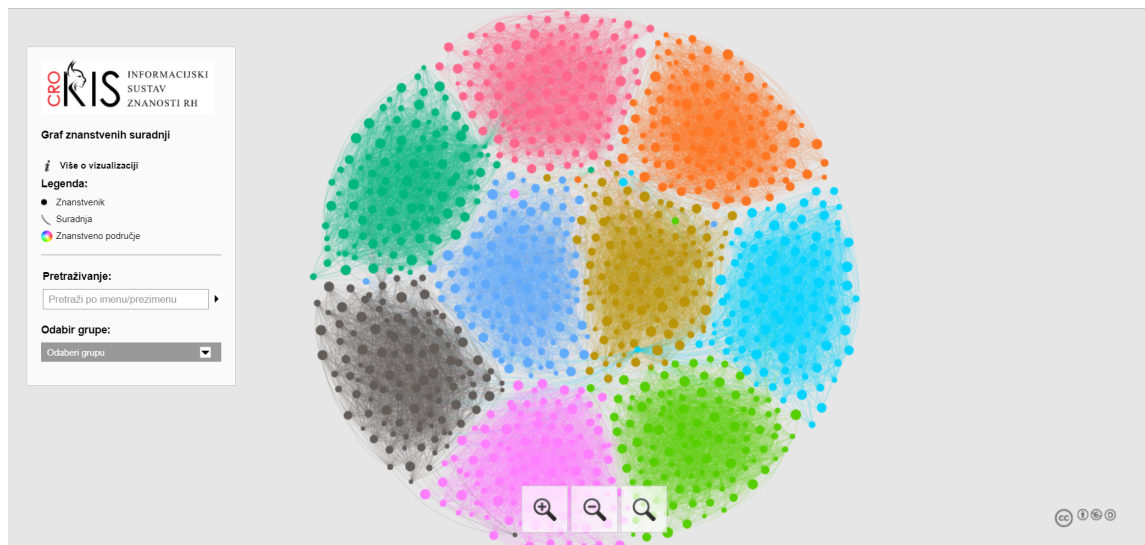 CRO
KIS
INFORMACIJSKI
SUSTAV
ZNANOSTI RH
Graf znanstvenih suradnji
i Više o vizualizaciji
Legenda:
Znanstvenik
Suradnja
Znanstveno područje
Pretraživanje:
Pretraži po imenu/prezimenu
Odabir grupe:
Odaberi grupu
cc